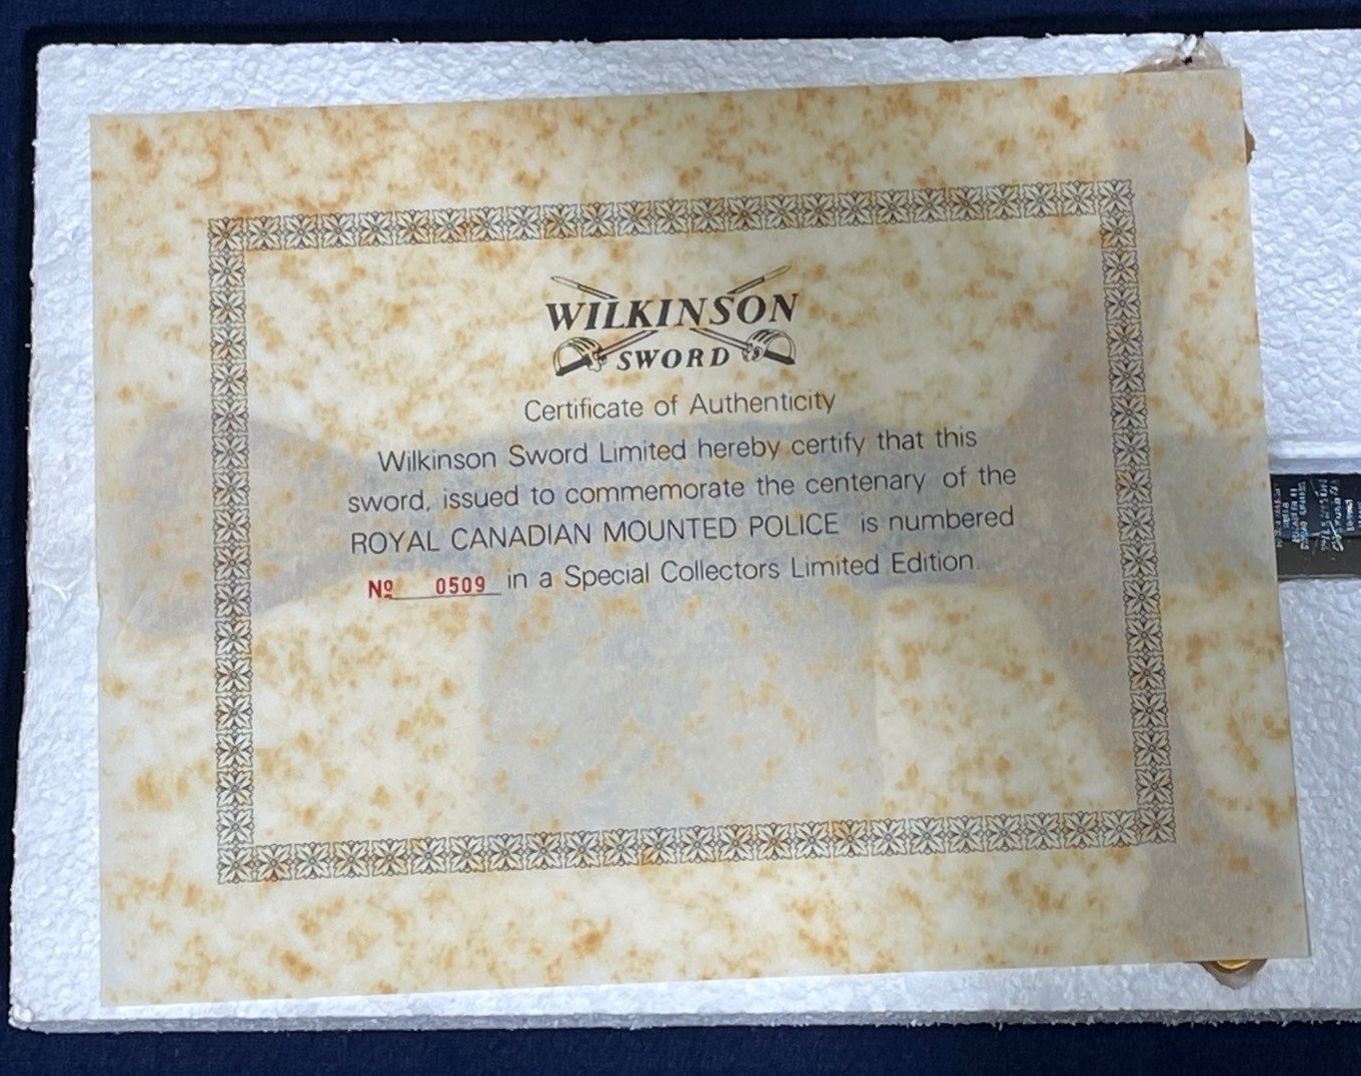 WILKINSON
SWORD
Certificate of Authenticity
Wilkinson Sword Limited hereby certify that this
sword, issued to commemorate the centenary of the
ROYAL CANADIAN MOUNTED POLICE is numbered
Nº 0509 in a Special Collectors Limited Edition.